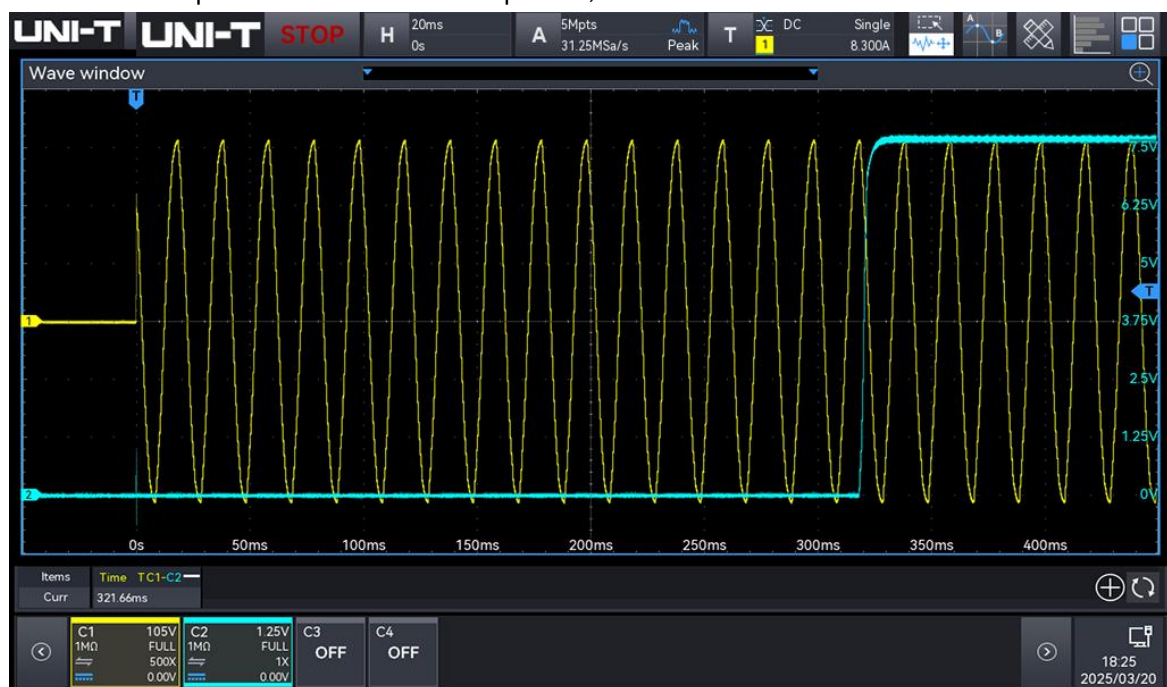 UNI-T UNI-T STOP H 20ms 0s A 5Mpts 31.25MSa/s Peak T DC 1 Single 8.300A A B
Wave window
T
7.5V
6.25V
5V
T
1 3.75V
2.5V
1.25V
2 0V
0s 50ms 100ms 150ms 200ms 250ms 300ms 350ms 400ms
Items Time TC1-C2
Curr 321.66ms
C1 105V C2 1.25V C3 C4
1MΩ FULL 1MΩ FULL OFF OFF
500X 1X
0.00V 0.00V
18:25
2025/03/20